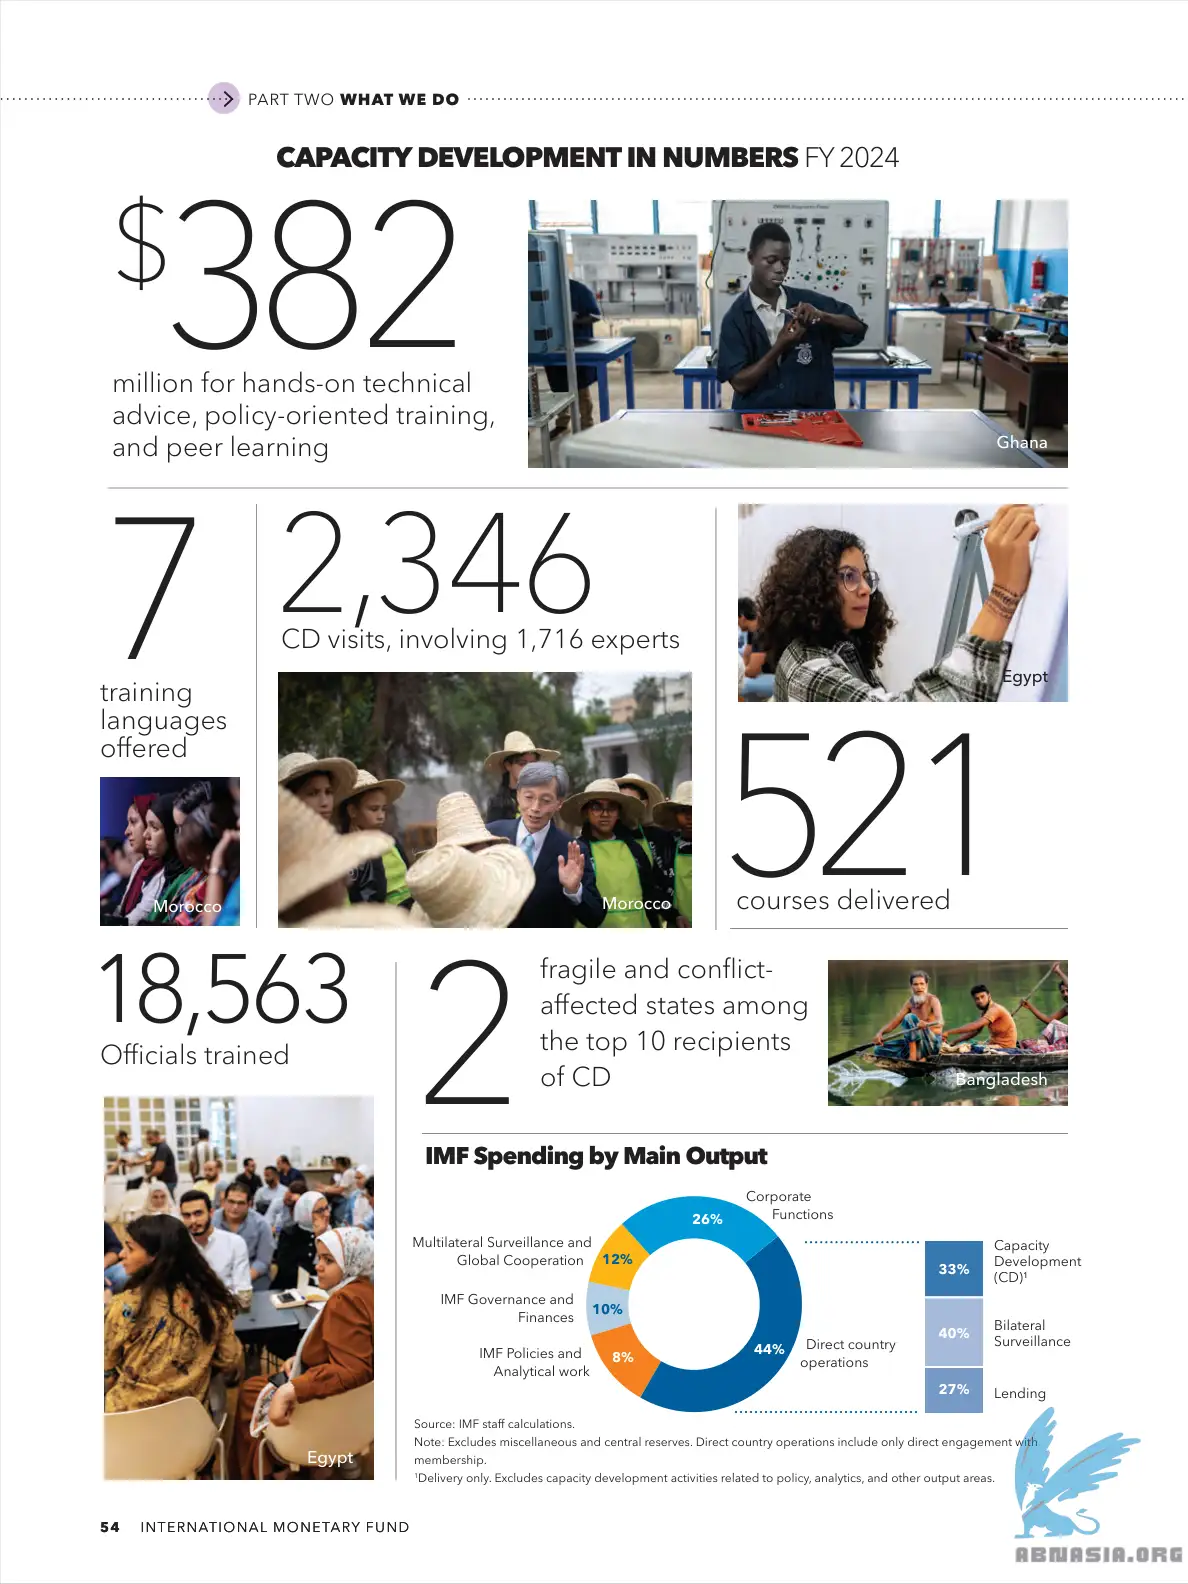 PART TWO WHAT WE DO
CAPACITY DEVELOPMENT IN NUMBERS FY 2024
$382
million for hands-on technical
advice, policy-oriented training,
and peer learning
Ghana
7
training
languages
offered
Morocco
2,346
CD visits, involving 1,716 experts
Morocco
Egypt
521
courses delivered
18,563
Officials trained
Egypt
2
fragile and conflict-
affected states among
the top 10 recipients
of CD
Bangladesh
IMF Spending by Main Output
Corporate
Functions
26%
Multilateral Surveillance and
Global Cooperation
12%
IMF Governance and
Finances
10%
IMF Policies and
Analytical work
8%
44%
Direct country
operations
33%
Capacity
Development
(CD)¹
40%
Bilateral
Surveillance
27%
Lending
Source: IMF staff calculations.
Note: Excludes miscellaneous and central reserves. Direct country operations include only direct engagement with
membership.
¹Delivery only. Excludes capacity development activities related to policy, analytics, and other output areas.
54 INTERNATIONAL MONETARY FUND
ABNASIA.ORG